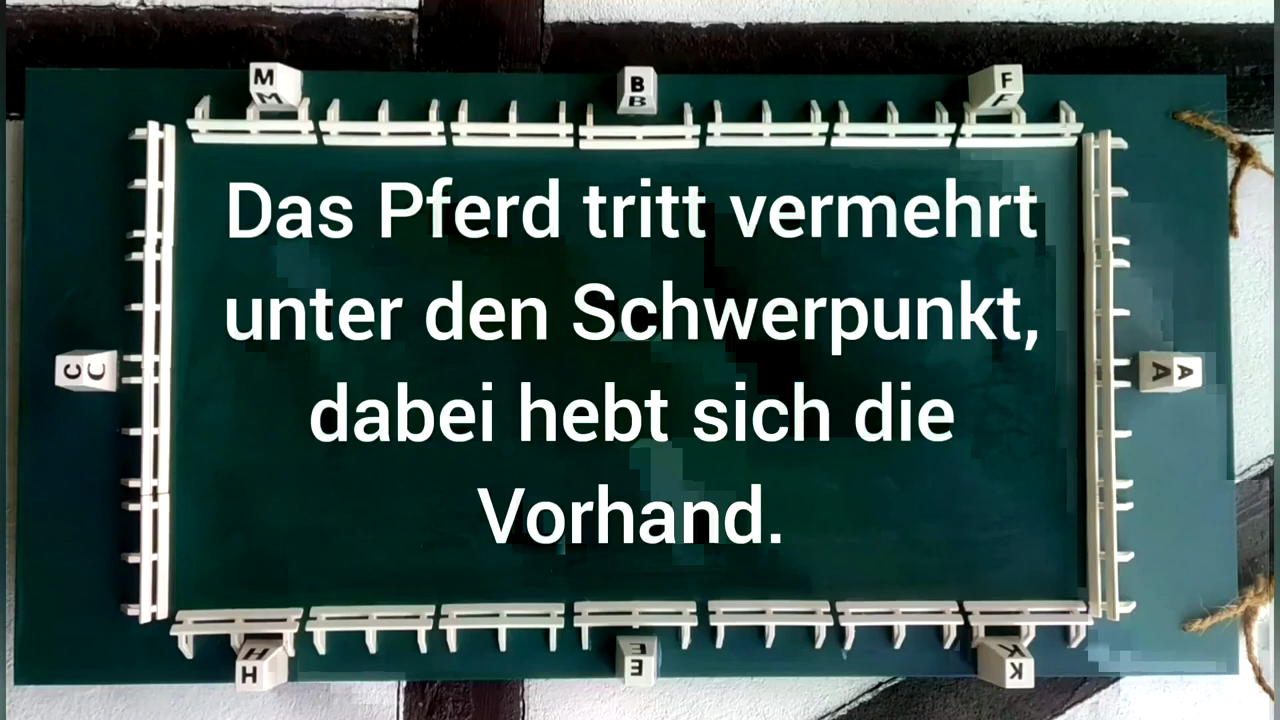 M
M
B
B
F
F
Das Pferd tritt vermehrt
unter den Schwerpunkt,
dabei hebt sich die
Vorhand.
C C
A A
H
H
E
E
K
K